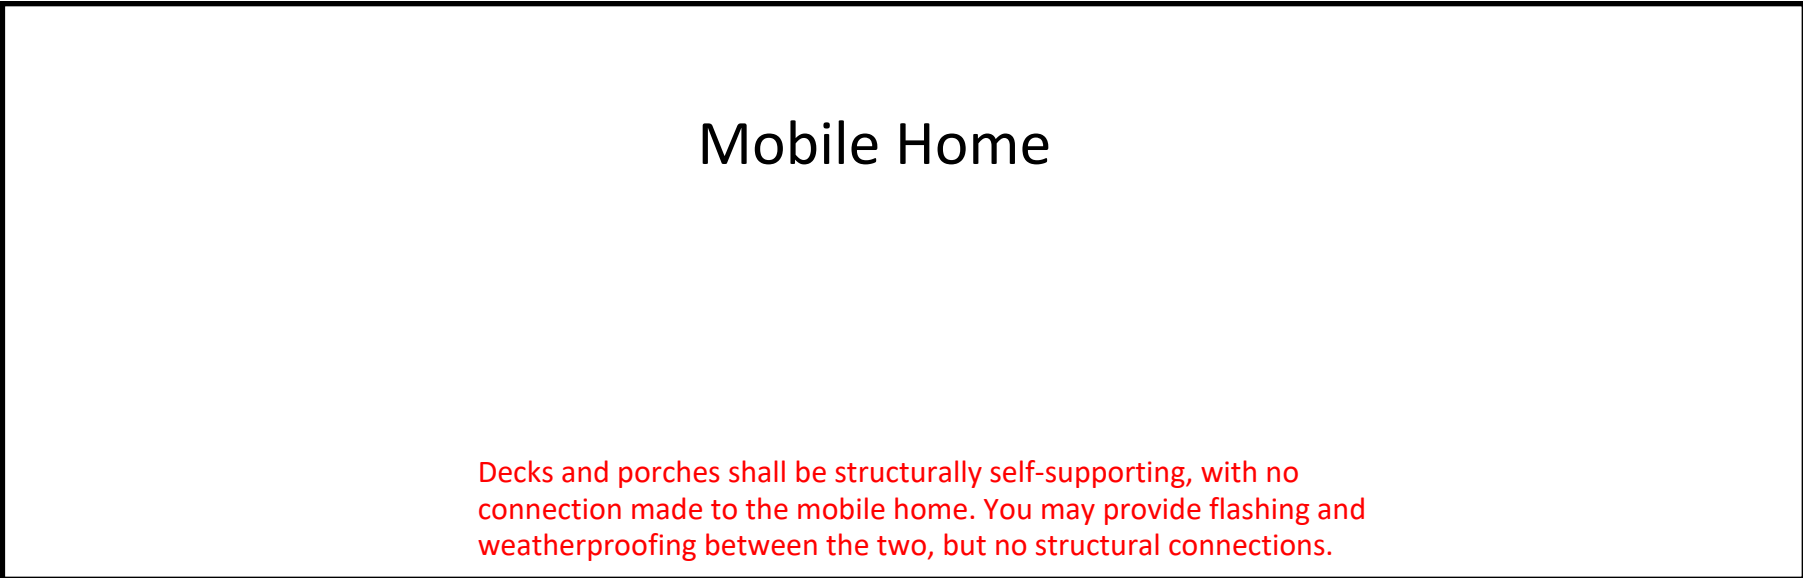 Mobile Home
Decks and porches shall be structurally self-supporting, with no
connection made to the mobile home. You may provide flashing and
weatherproofing between the two, but no structural connections.